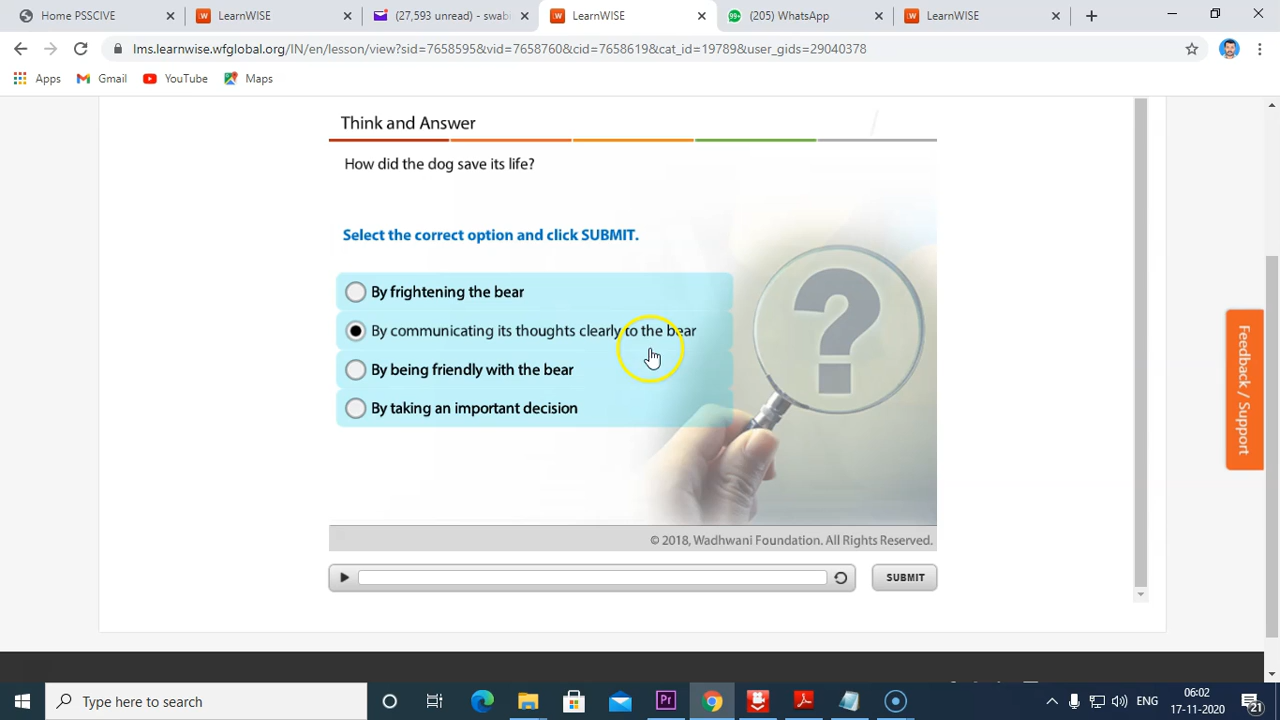 Home PSSCIVE
LearnWISE
(27,593 unread) - swab
LearnWISE
(205) WhatsApp
LearnWISE
lms.learnwise.wfglobal.org/IN/en/lesson/view?sid=7658595&vid=7658760&cid=7658619&cat_id=19789&user_gids=29040378
Apps
Gmail
YouTube
Maps
Think and Answer
How did the dog save its life?
Select the correct option and click SUBMIT.
By frightening the bear
By communicating its thoughts clearly to the bear
By being friendly with the bear
By taking an important decision
© 2018, Wadhwani Foundation. All Rights Reserved.
SUBMIT
Feedback / Support
Type here to search
ENG
06:02
17-11-2020
21